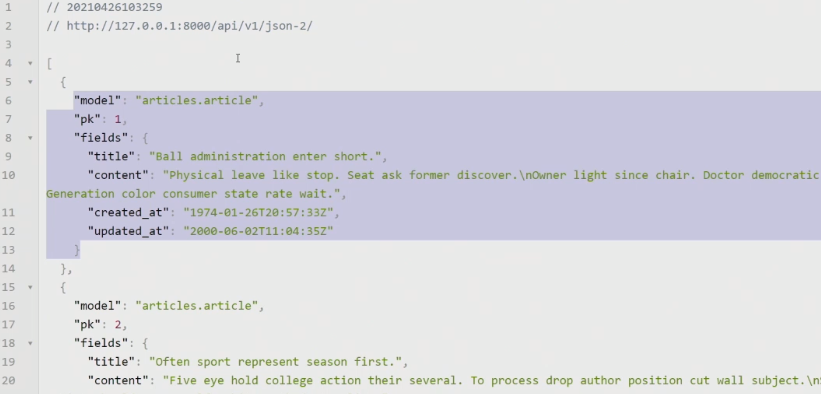 1 // 20210426103259
2 // http://127.0.0.1:8000/api/v1/json-2/
3
4 [
5 {
6 "model": "articles.article",
7 "pk": 1,
8 "fields": {
9 "title": "Ball administration enter short.",
10 "content": "Physical leave like stop. Seat ask former discover.\nOwner light since chair. Doctor democratic
Generation color consumer state rate wait.",
11 "created_at": "1974-01-26T20:57:33Z",
12 "updated_at": "2000-06-02T11:04:35Z"
13 }
14 },
15 {
16 "model": "articles.article",
17 "pk": 2,
18 "fields": {
19 "title": "Often sport represent season first.",
20 "content": "Five eye hold college action their several. To process drop author position cut wall subject.\n